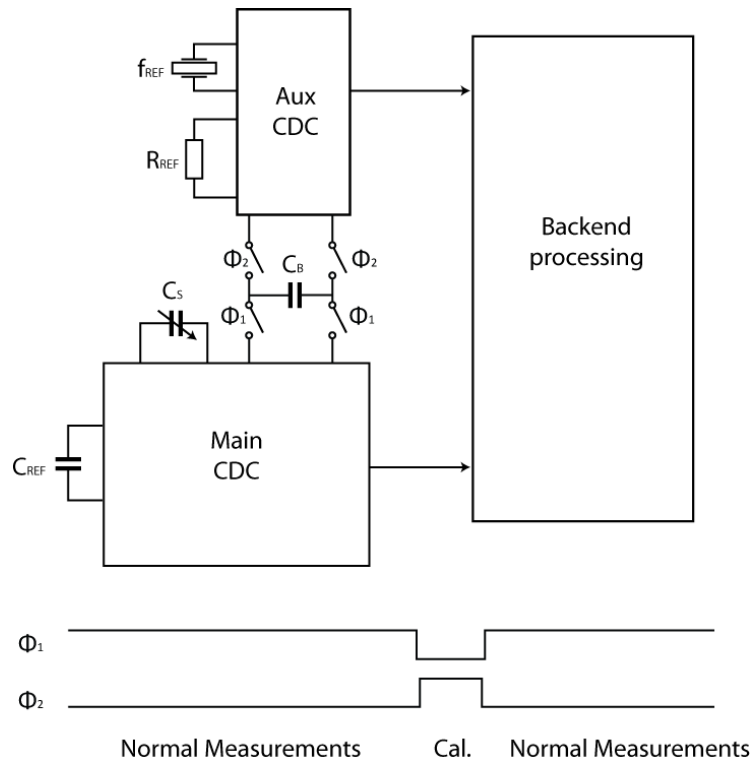 fREF
Aux
CDC
RREF
Backend
processing
Φ2
CB
Φ2
CS
Φ1
Φ1
Main
CDC
CREF
Φ1
Φ2
Normal Measurements
Cal.
Normal Measurements